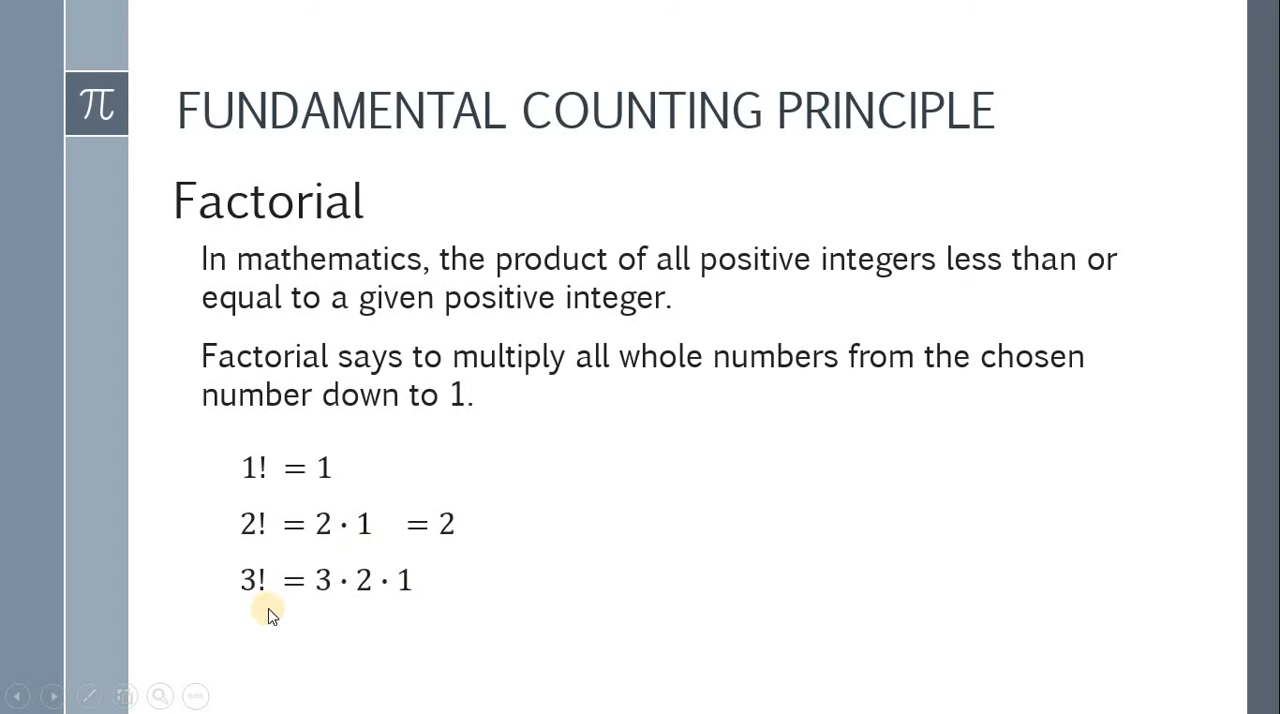 π
FUNDAMENTAL COUNTING PRINCIPLE
Factorial
In mathematics, the product of all positive integers less than or
equal to a given positive integer.
Factorial says to multiply all whole numbers from the chosen
number down to 1.
1! = 1
2! = 2 · 1 = 2
3! = 3 · 2 · 1